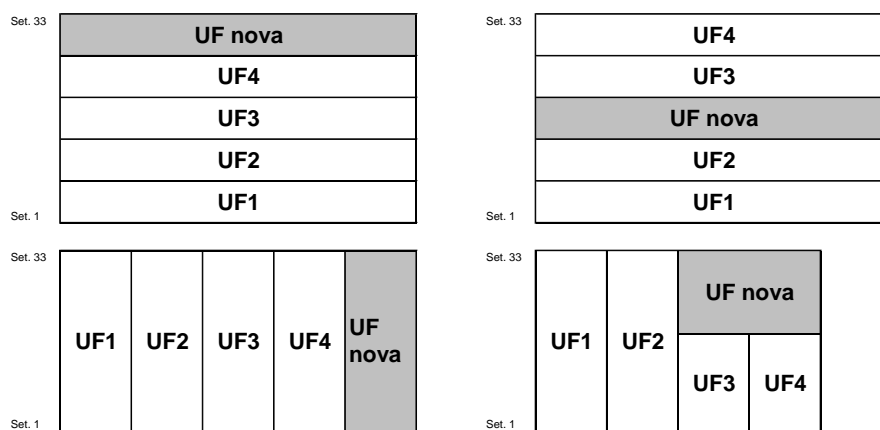 Set. 33
UF nova
UF4
UF3
UF2
UF1
Set. 1
Set. 33
UF4
UF3
UF nova
UF2
UF1
Set. 1
Set. 33
UF1 UF2 UF3 UF4 UF
nova
Set. 1
Set. 33
UF nova
UF1 UF2
UF3 UF4
Set. 1